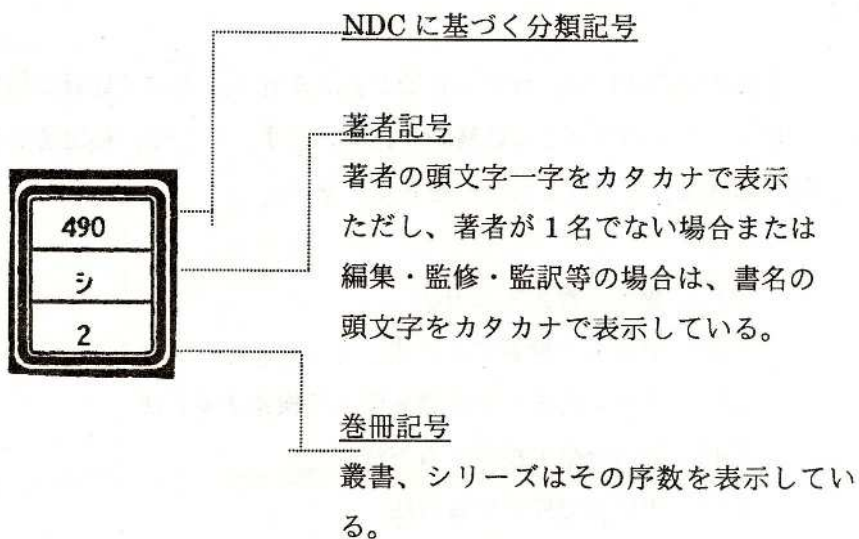 NDCに基づく分類記号
著者記号
著者の頭文字一字をカタカナで表示
ただし、著者が1名でない場合または
編集・監修・監訳等の場合は、書名の
頭文字をカタカナで表示している。
490
シ
2
巻冊記号
叢書、シリーズはその序数を表示してい
る。